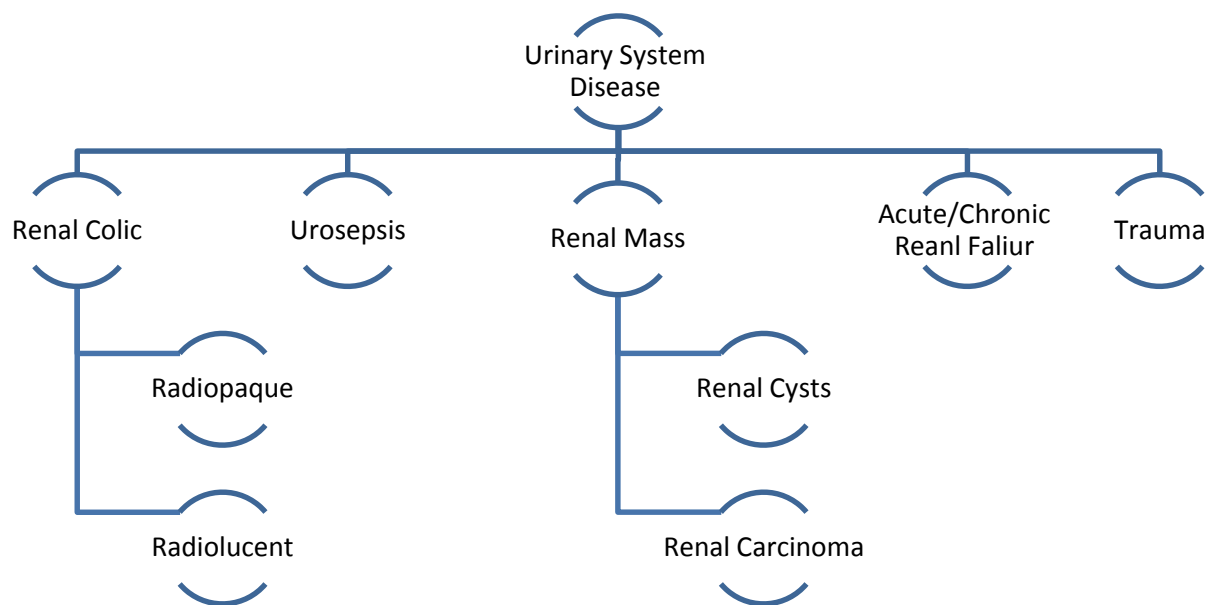 Urinary System
Disease
Renal Colic
Urosepsis
Renal Mass
Acute/Chronic
Reanl Faliur
Trauma
Radiopaque
Renal Cysts
Radiolucent
Renal Carcinoma